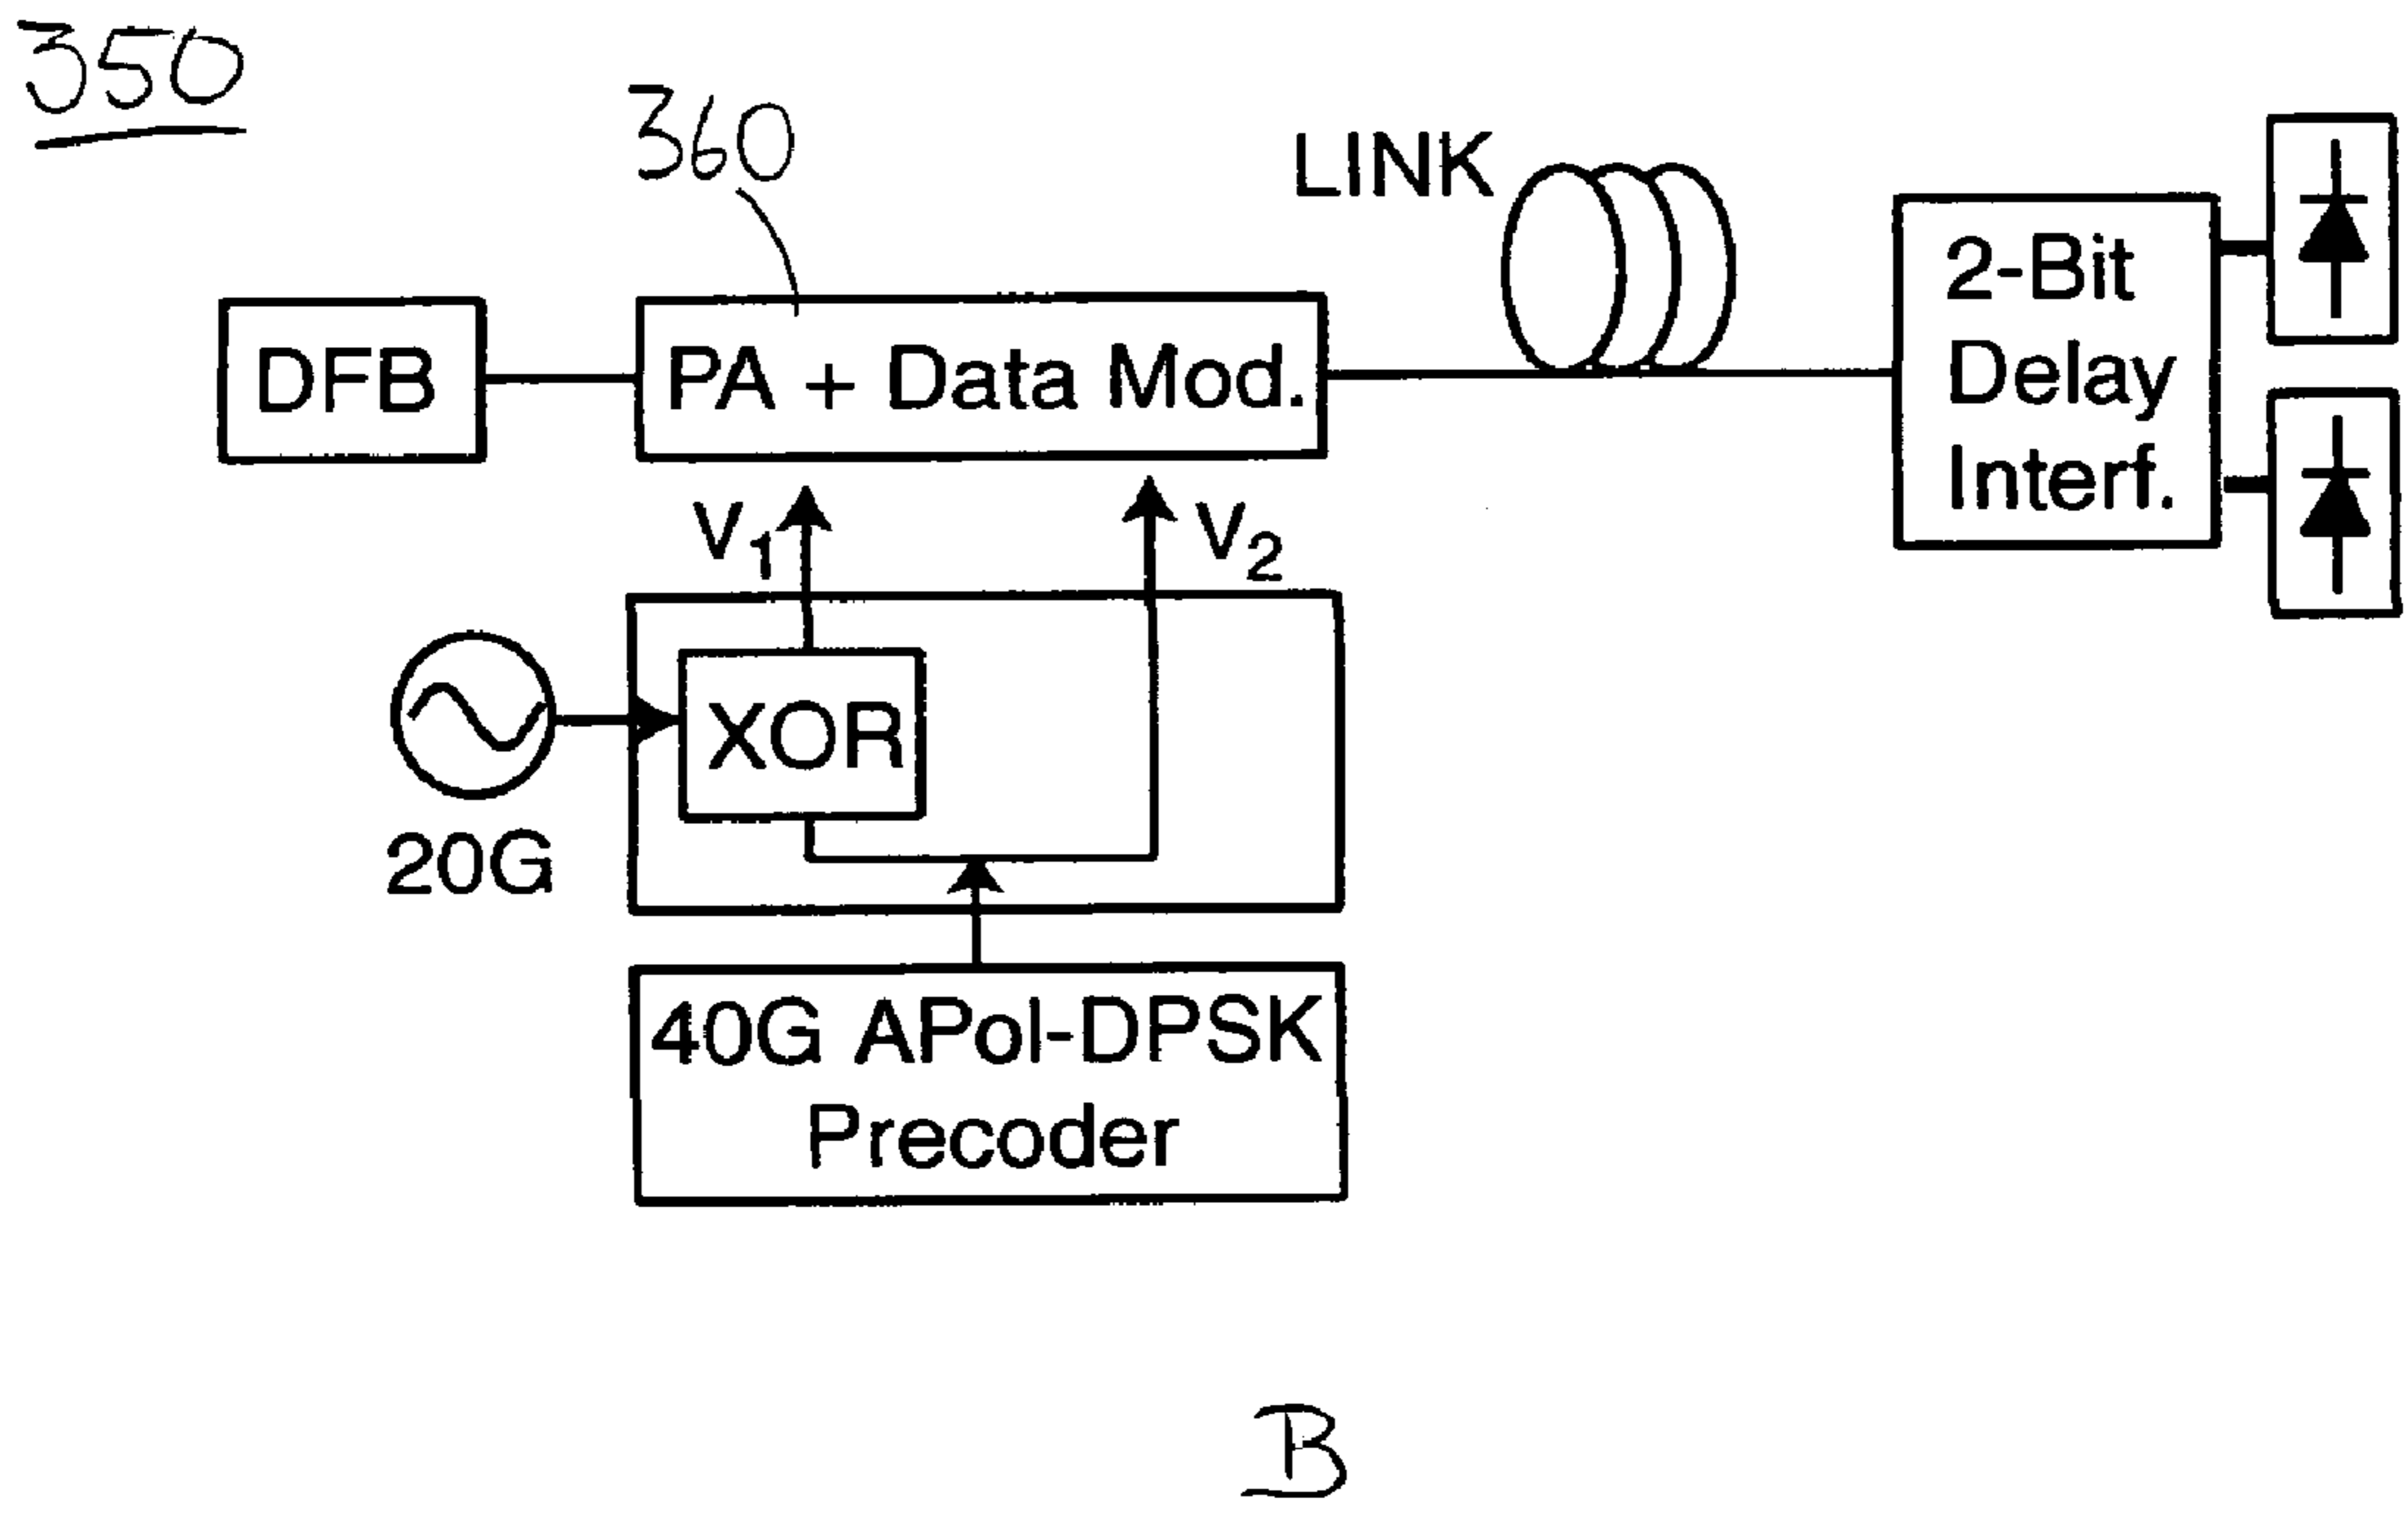 350
360
LINK
DFB
PA + Data Mod.
2-Bit
Delay
Interf.
V1
V2
XOR
20G
40G APol-DPSK
Precoder
B